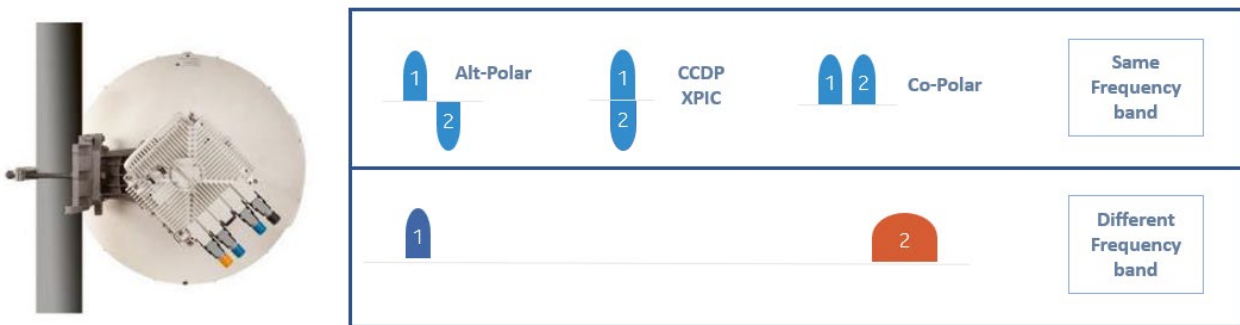 1
2
Alt-Polar
1
2
CCDP
XPIC
1 2
Co-Polar
Same
Frequency
band
1
2
Different
Frequency
band